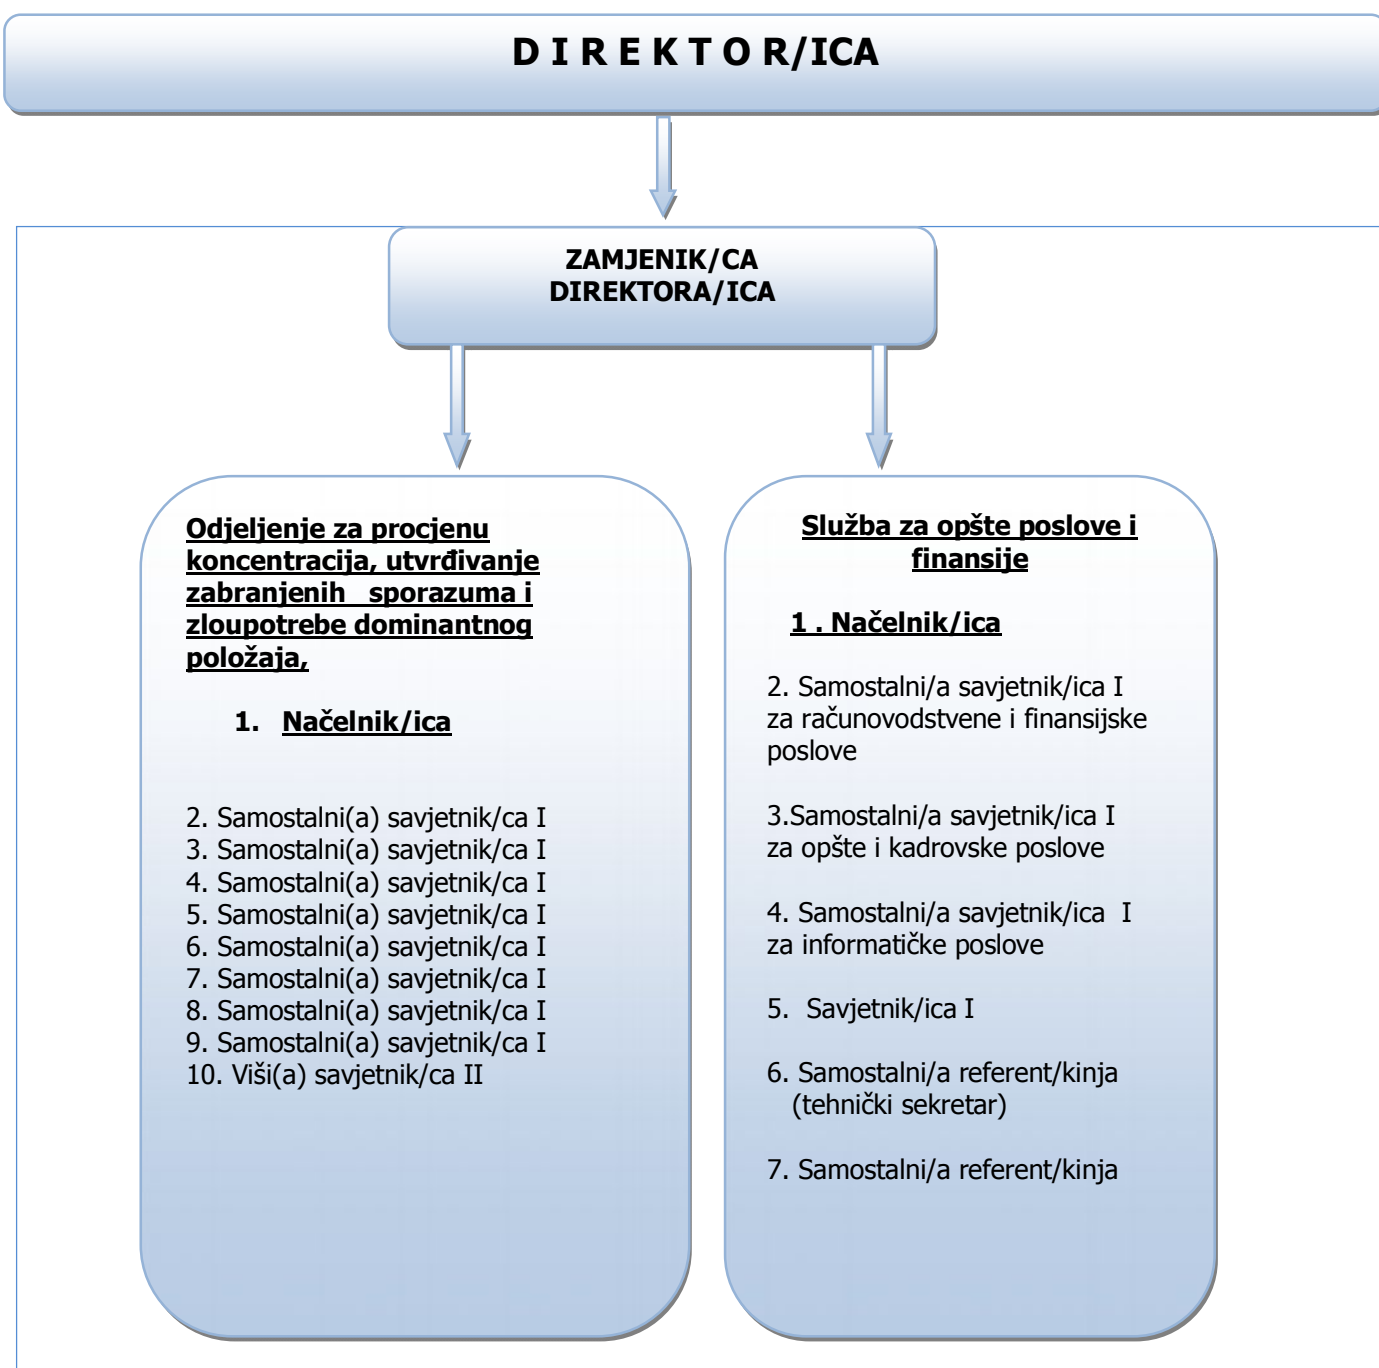 D I R E K T O R/ICA
ZAMJENIK/CA
DIREKTORA/ICA
Odjeljenje za procjenu
koncentracija, utvrđivanje
zabranjenih sporazuma i
zloupotrebe dominantnog
položaja,
1. Načelnik/ica
2. Samostalni(a) savjetnik/ca I
3. Samostalni(a) savjetnik/ca I
4. Samostalni(a) savjetnik/ca I
5. Samostalni(a) savjetnik/ca I
6. Samostalni(a) savjetnik/ca I
7. Samostalni(a) savjetnik/ca I
8. Samostalni(a) savjetnik/ca I
9. Samostalni(a) savjetnik/ca I
10. Viši(a) savjetnik/ca II
Služba za opšte poslove i
finansije
1 . Načelnik/ica
2. Samostalni/a savjetnik/ica I
za računovodstvene i finansijske
poslove
3.Samostalni/a savjetnik/ica I
za opšte i kadrovske poslove
4. Samostalni/a savjetnik/ica I
za informatičke poslove
5. Savjetnik/ica I
6. Samostalni/a referent/kinja
(tehnički sekretar)
7. Samostalni/a referent/kinja